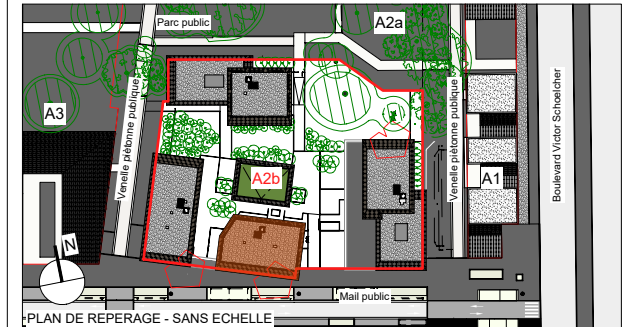 Parc public
A2a
Venelle piétonne publique
A3
Venelle piétonne publique
Boulevard Victor Schoelcher
A2b
A1
N
Mail public
PLAN DE REPERAGE - SANS ECHELLE